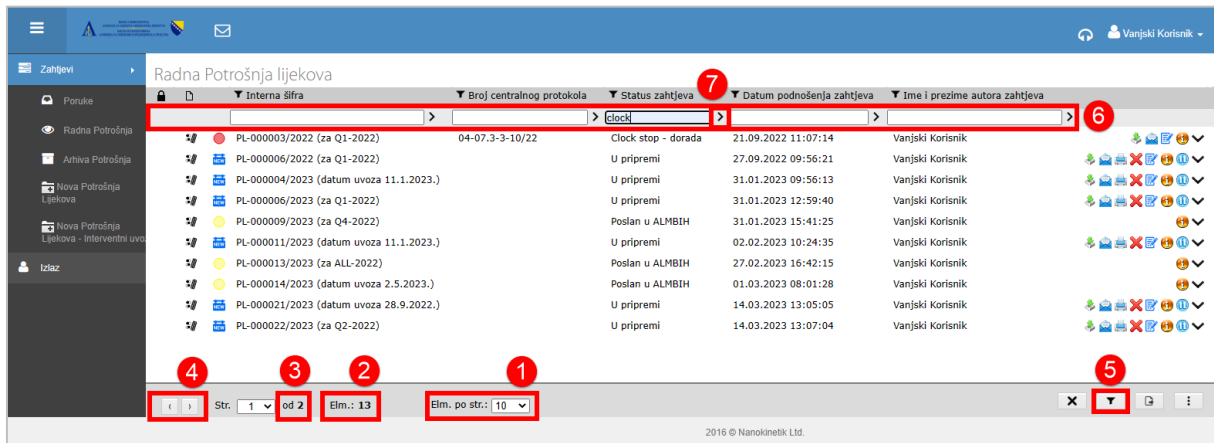 Vanjski Korisnik
Zahtjevi
Poruke
Radna Potrošnja
Arhiva Potrošnja
Nova Potrošnja
Lijekova
Nova Potrošnja
Lijekova - Interventni uvo
Izlaz
Radna Potrošnja lijekova
7
Interna šifra Broj centralnog protokola Status zahtjeva Datum podnošenja zahtjeva Ime i prezime autora zahtjeva
> > clock > > > 6
PL-000003/2022 (za Q1-2022) 04-07.3-3-10/22 Clock stop - dorada 21.09.2022 11:07:14 Vanjski Korisnik
NEW PL-000006/2022 (za Q1-2022) U pripremi 27.09.2022 09:56:21 Vanjski Korisnik
NEW PL-000004/2023 (datum uvoza 11.1.2023.) U pripremi 31.01.2023 09:56:13 Vanjski Korisnik
NEW PL-000006/2023 (za Q1-2022) U pripremi 31.01.2023 12:59:40 Vanjski Korisnik
PL-000009/2023 (za Q4-2022) Poslan u ALMBIH 31.01.2023 15:41:25 Vanjski Korisnik
NEW PL-000011/2023 (datum uvoza 11.1.2023.) U pripremi 02.02.2023 10:24:35 Vanjski Korisnik
PL-000013/2023 (za ALL-2022) Poslan u ALMBIH 27.02.2023 16:42:15 Vanjski Korisnik
PL-000014/2023 (datum uvoza 2.5.2023.) Poslan u ALMBIH 01.03.2023 08:01:28 Vanjski Korisnik
NEW PL-000021/2023 (datum uvoza 28.9.2022.) U pripremi 14.03.2023 13:05:05 Vanjski Korisnik
NEW PL-000022/2023 (za Q2-2022) U pripremi 14.03.2023 13:07:04 Vanjski Korisnik
4 3 2 1 5
‹ › Str. 1 od 2 Elm.: 13 Elm. po str.: 10
2016 © Nanokinetik Ltd.